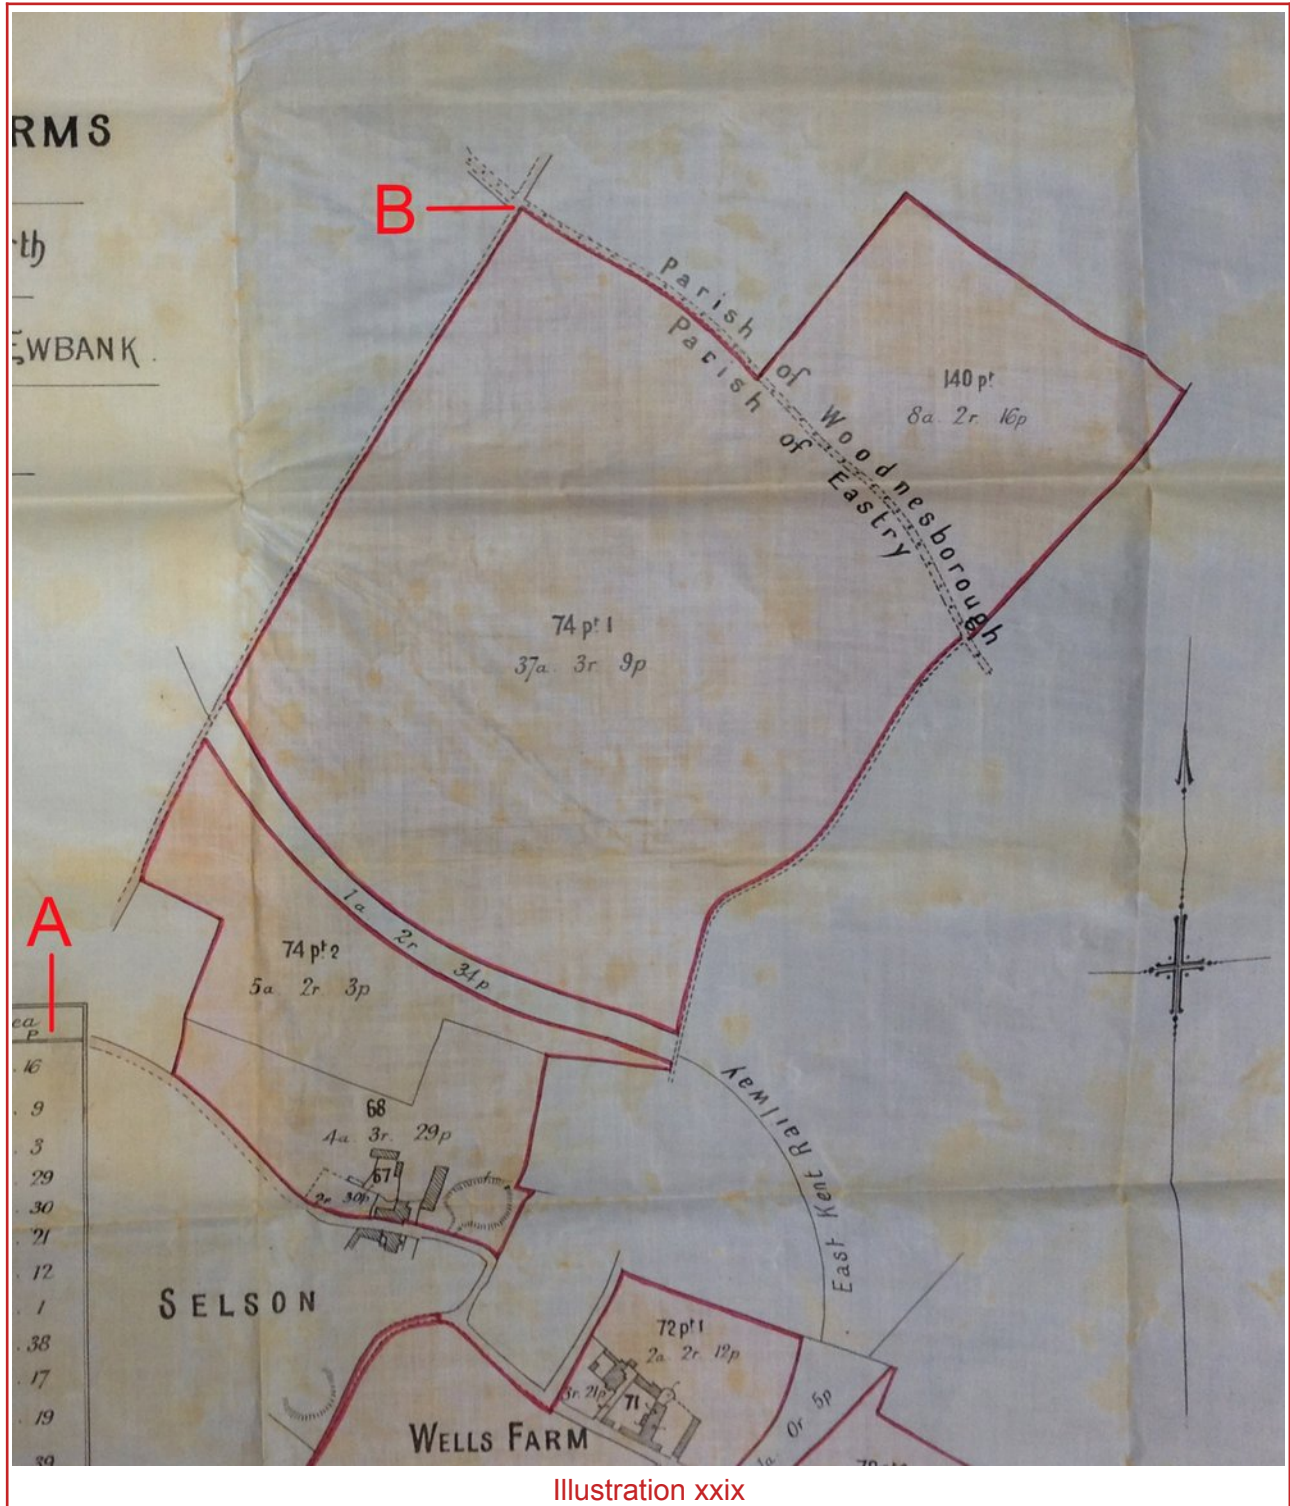 RMS
th
EWBANK.
B
Parish of Woodnesborough
Parish of Eastry
140 pt
8a. 2r. 16p
74 pt 1
37a. 3r. 9p
A
1a 2r 34p
74 pt 2
5a 2r 3p
ea
P
. 16
. 9
. 3
. 29
. 30
. 21
. 12
. 1
. 38
. 17
. 19
39
68
4a 3r. 29p
67
2r 30p
East Kent Railway
SELSON
72 pt 1
2a. 2r. 12p
3r. 21p
71
1a. 0r 5p
WELLS FARM
Illustration xxix